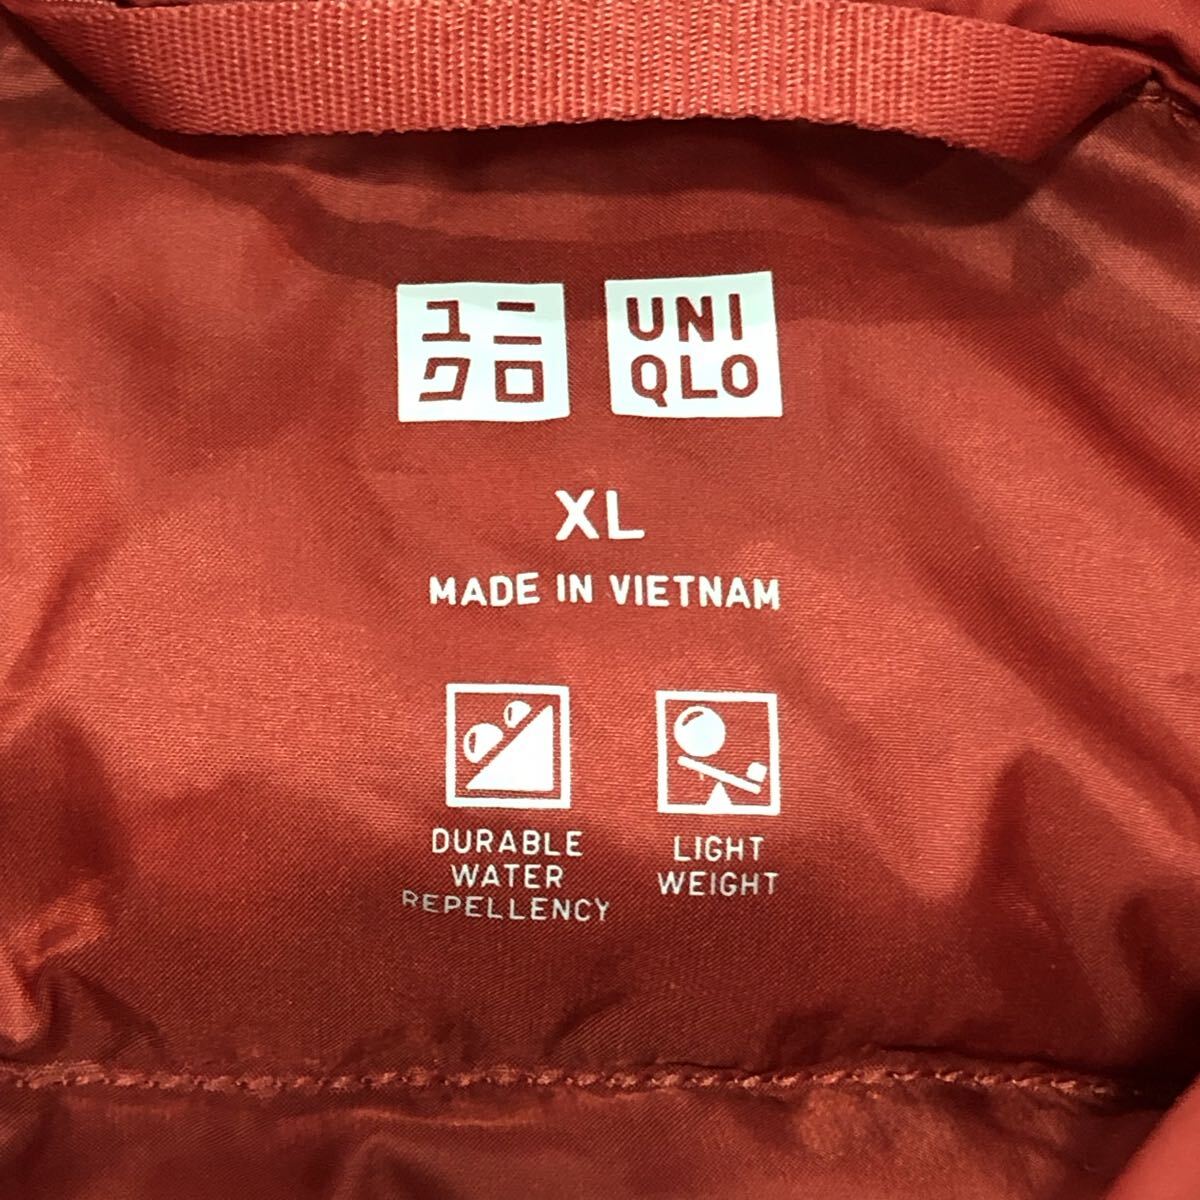 ユニ
クロ
UNI
QLO
XL
MADE IN VIETNAM
DURABLE
WATER
REPELLENCY
LIGHT
WEIGHT